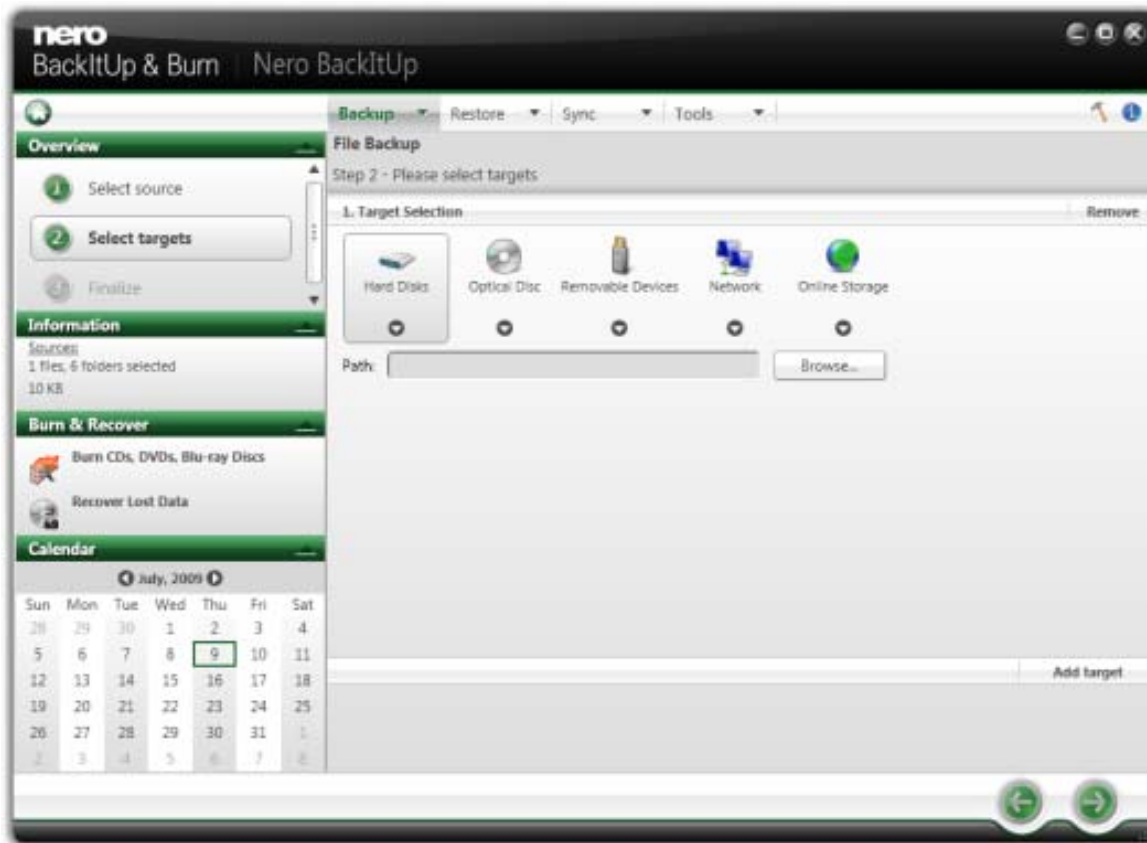 nero
BackItUp & Burn | Nero BackItUp
Backup Restore Sync Tools
Overview
1 Select source
2 Select targets
Finalize
Information
Sources:
1 files, 6 folders selected
10 KB
Burn & Recover
Burn CDs, DVDs, Blu-ray Discs
Recover Lost Data
Calendar
July, 2009
Sun Mon Tue Wed Thu Fri Sat
28 29 30 1 2 3 4
5 6 7 8 9 10 11
12 13 14 15 16 17 18
19 20 21 22 23 24 25
26 27 28 29 30 31 1
2 3 4 5 6 7 8
File Backup
Step 2 - Please select targets
1. Target Selection Remove
Hard Disks Optical Disc Removable Devices Network Online Storage
Path: Browse...
Add target